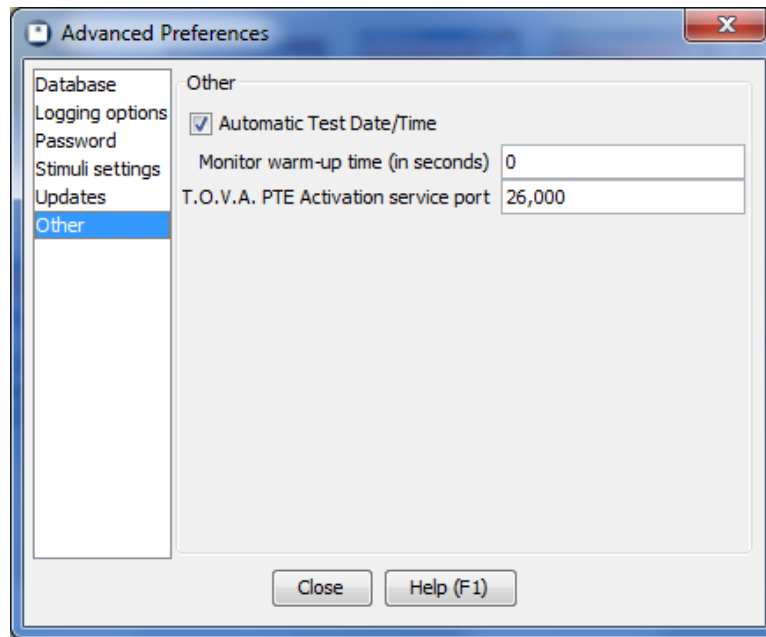 Advanced Preferences
Database
Logging options
Password
Stimuli settings
Updates
Other
Other
Automatic Test Date/Time
Monitor warm-up time (in seconds) 0
T.O.V.A. PTE Activation service port 26,000
Close Help (F1)